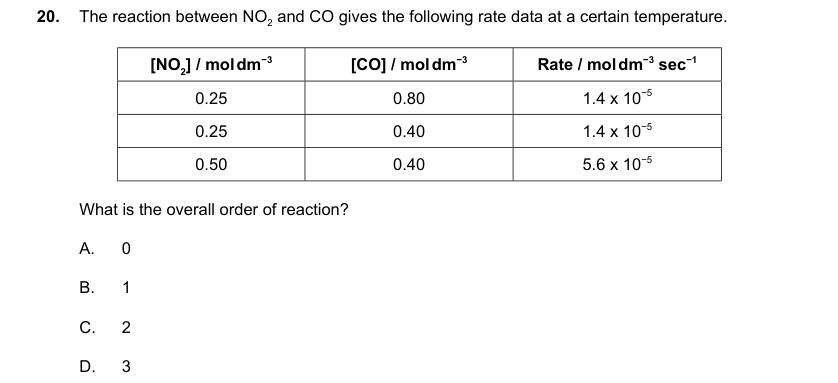 20. The reaction between NO₂ and CO gives the following rate data at a certain temperature.
[NO₂] / mol dm⁻³ [CO] / mol dm⁻³ Rate / mol dm⁻³ sec⁻¹
0.25 0.80 1.4 x 10⁻⁵
0.25 0.40 1.4 x 10⁻⁵
0.50 0.40 5.6 x 10⁻⁵
What is the overall order of reaction?
A. 0
B. 1
C. 2
D. 3